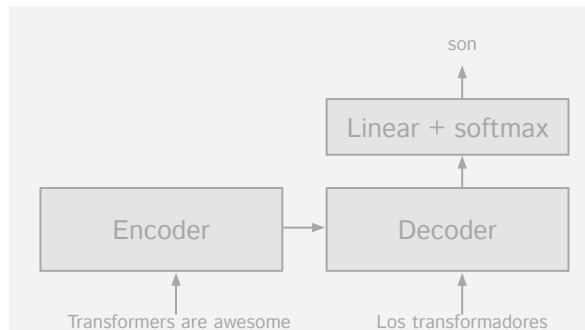 son
Linear + softmax
Encoder
Decoder
Transformers are awesome
Los transformadores